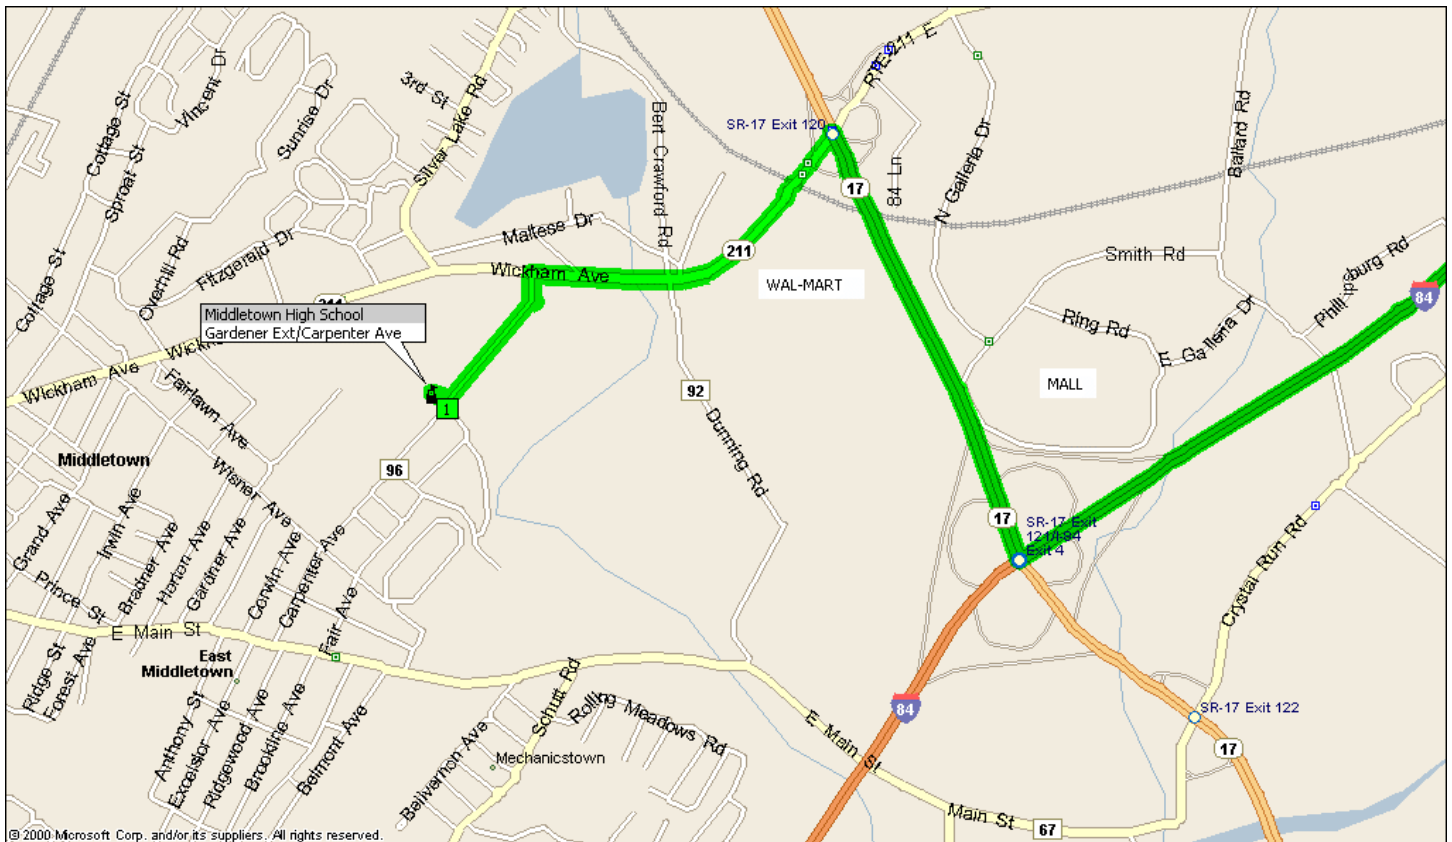 Cottage St
Sproat St
Vincent Dr
Sunrise Dr
3rd St
Silver Lake Rd
Bert Crawford Rd
SR-17 Exit 120
RTE 211 E
84 Ln
N Galleria Dr
Ballard Rd
17
Cottage St
Overhill Rd
Fitzgerald Dr
Maltese Dr
Wickham Ave
211
WAL-MART
Smith Rd
Ring Rd
E Galleria Dr
84
211
Middletown High School
Gardener Ext/Carpenter Ave
Wickham Ave
Fairlawn Ave
1
92
Dunning Rd
MALL
Middletown
96
Wisner Ave
Grand Ave
Irwin Ave
Bradner Ave
Horton Ave
Gardner Ave
Corwin Ave
Carpenter Ave
Fair Ave
Prince St
17
SR-17 Exit
121/I-84
Exit 4
Crystal Run Rd
E Main St
Ridge St
Forest Ave
East
Middletown
Anthony St
Excelsior Ave
Ridgewood Ave
Brookline Ave
Belmont Ave
Schutt Rd
Rolling Meadows Rd
Ballvernon Ave
Mechanicstown
84
E Main St
SR-17 Exit 122
17
Main St
67
© 2000 Microsoft Corp. and/or its suppliers. All rights reserved.